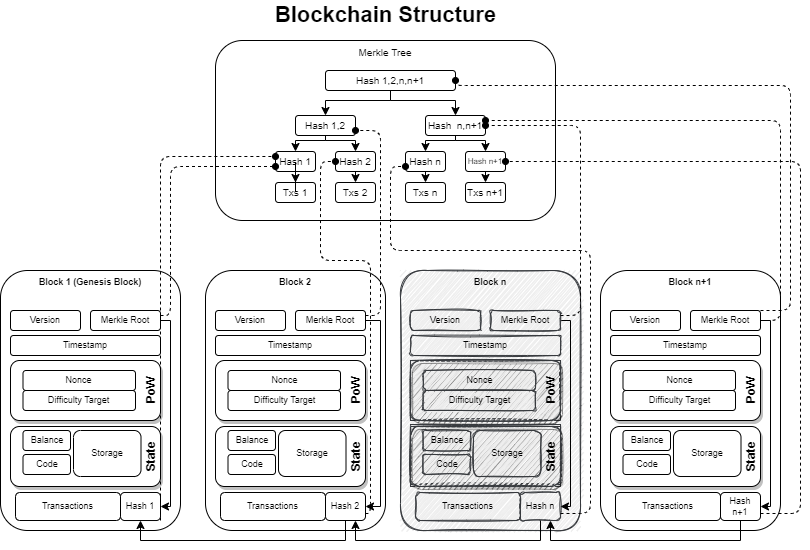 Blockchain Structure
Merkle Tree
Hash 1,2,n,n+1
Hash 1,2
Hash n,n+1
Hash 1
Hash 2
Hash n
Hash n+1
Txs 1
Txs 2
Txs n
Txs n+1
Block 1 (Genesis Block)
Version
Merkle Root
Timestamp
Nonce
Difficulty Target
PoW
Balance
Code
Storage
State
Transactions
Hash 1
Block 2
Version
Merkle Root
Timestamp
Nonce
Difficulty Target
PoW
Balance
Code
Storage
State
Transactions
Hash 2
Block n
Version
Merkle Root
Timestamp
Nonce
Difficulty Target
PoW
Balance
Code
Storage
State
Transactions
Hash n
Block n+1
Version
Merkle Root
Timestamp
Nonce
Difficulty Target
PoW
Balance
Code
Storage
State
Transactions
Hash
n+1